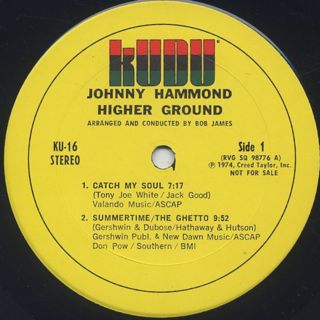 KUDU
JOHNNY HAMMOND
HIGHER GROUND
ARRANGED AND CONDUCTED BY BOB JAMES
KU-16
STEREO
Side 1
(RVG SQ 98776 A)
℗ 1974, Creed Taylor, Inc.
NOT FOR SALE
1. CATCH MY SOUL 7:17
(Tony Joe White / Jack Good)
Valando Music/ASCAP
2. SUMMERTIME/THE GHETTO 9:52
(Gershwin & Dubose/Hathaway & Hutson)
Gershwin Publ. & New Dawn Music/ASCAP
Don Pow / Southern / BMI